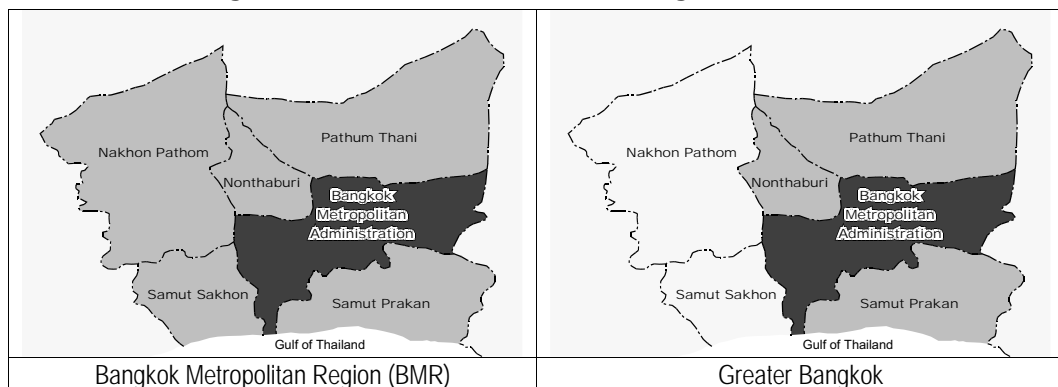 Nakhon Pathom
Pathum Thani
Nonthaburi
Bangkok
Metropolitan
Administration
Samut Sakhon
Samut Prakan
Gulf of Thailand
Bangkok Metropolitan Region (BMR)
Nakhon Pathom
Pathum Thani
Nonthaburi
Bangkok
Metropolitan
Administration
Samut Sakhon
Samut Prakan
Gulf of Thailand
Greater Bangkok